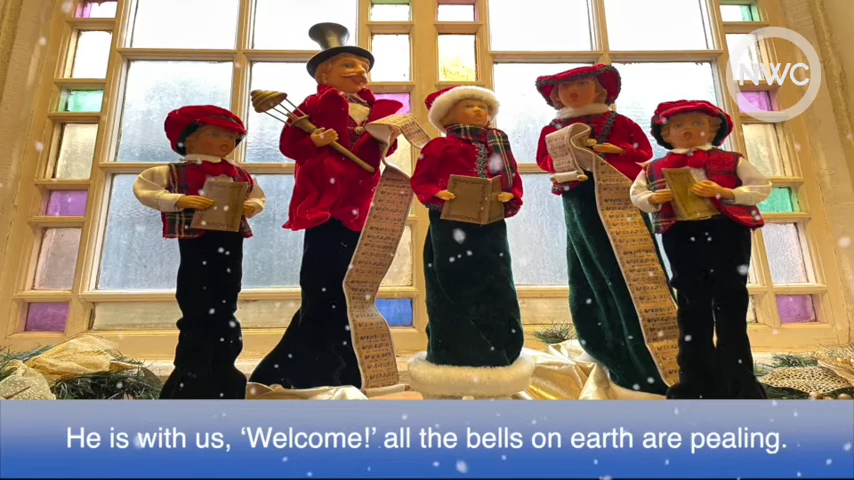 NWC
He is with us, ‘Welcome!’ all the bells on earth are pealing.